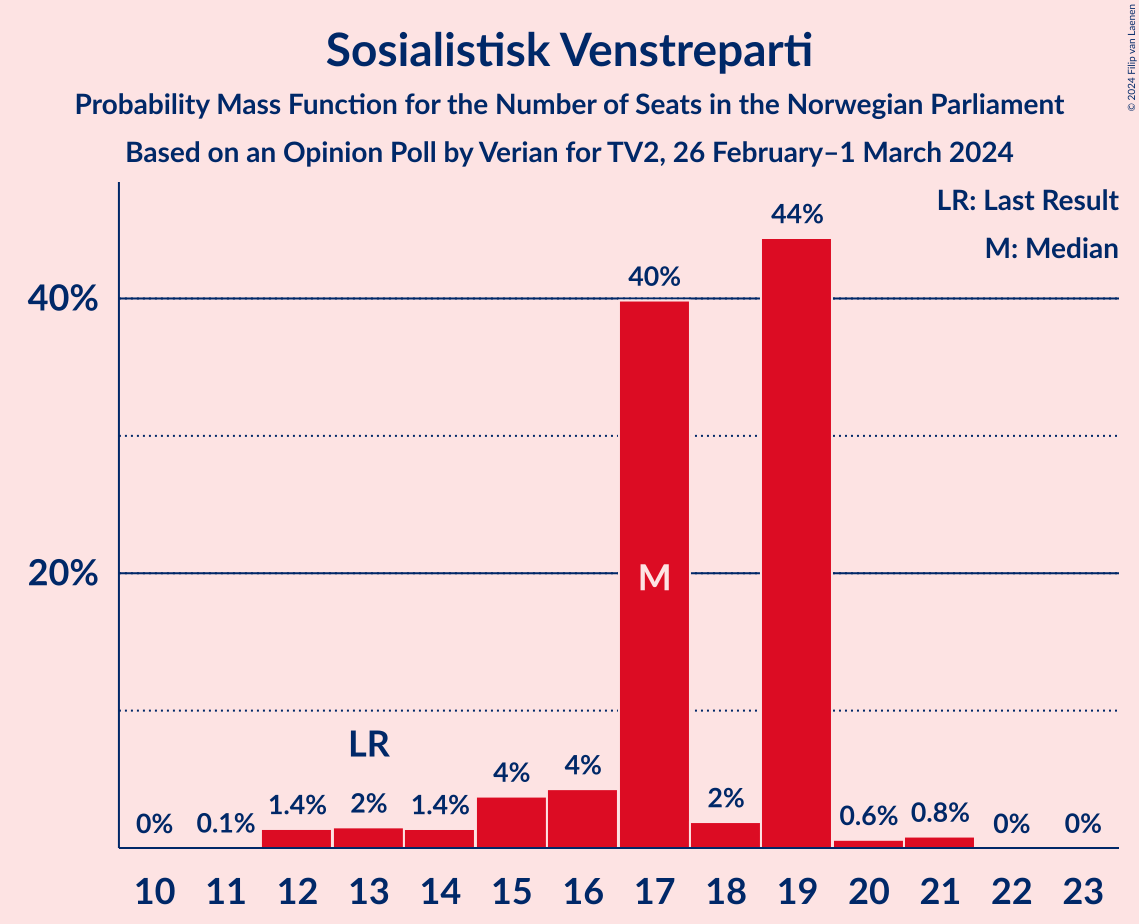 Sosialistisk Venstreparti
Probability Mass Function for the Number of Seats in the Norwegian Parliament
Based on an Opinion Poll by Verian for TV2, 26 February–1 March 2024
© 2024 Filip van Laenen
LR: Last Result
M: Median
44%
40%
40%
20%
M
LR
4%
4%
2%
0%
0.1%
1.4%
2%
1.4%
0.6%
0.8%
0%
0%
10 11 12 13 14 15 16 17 18 19 20 21 22 23